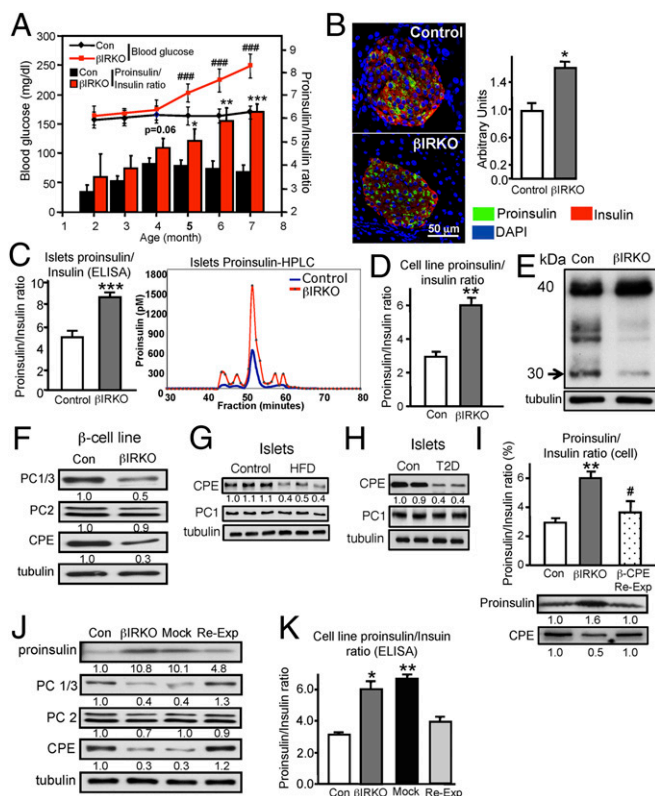 A
Con
βIRKO
Blood glucose
Con
βIRKO
Proinsulin/
Insulin ratio
###
###
###
p=0.06
*
**
***
Blood glucose (mg/dl)
300
250
200
150
100
50
0
Proinsulin/Insulin ratio
9
8
7
6
5
4
3
2
1 2 3 4 5 6 7 8
Age (month)
B
Control
βIRKO
50 μm
Arbitrary Units
1.5
1.2
0.8
0.4
0.0
*
Control βIRKO
Proinsulin Insulin
DAPI
C
Islets proinsulin/
Insulin (ELISA)
Proinsulin/Insulin ratio
10
8
6
4
2
0
***
Control βIRKO
Islets Proinsulin-HPLC
Control
βIRKO
Proinsulin (pM)
1800
1500
1200
900
600
300
0
30 40 50 60 70 80
Fraction (minutes)
D
Cell line proinsulin/
insulin ratio
Proinsulin/Insulin ratio
6
4
2
0
**
Con βIRKO
E
kDa Con βIRKO
40
30
tubulin
F
β-cell line
Con βIRKO
PC1/3
1.0 0.5
PC2
1.0 0.9
CPE
1.0 0.3
tubulin
G
Islets
Control HFD
CPE
1.0 1.1 1.1 0.4 0.5 0.4
PC1
tubulin
H
Islets
Con T2D
CPE
1.0 0.9 0.4 0.4
PC1
tubulin
I
Proinsulin/
Insulin ratio (cell)
Proinsulin/Insulin ratio (%)
8
6
4
2
0
**
#
Con βIRKO β-CPE
Re-Exp
Proinsulin
1.0 1.6 1.0
CPE
1.0 0.5 1.0
J
Con βIRKO Mock Re-Exp
proinsulin
1.0 10.8 10.1 4.8
PC 1/3
1.0 0.4 0.4 1.3
PC 2
1.0 0.7 1.0 0.9
CPE
1.0 0.3 0.3 1.2
tubulin
K
Cell line proinsulin/Insuin
ratio (ELISA)
Proinsulin/Insulin ratio
8
6
4
2
0
*
**
Con βIRKO Mock Re-Exp